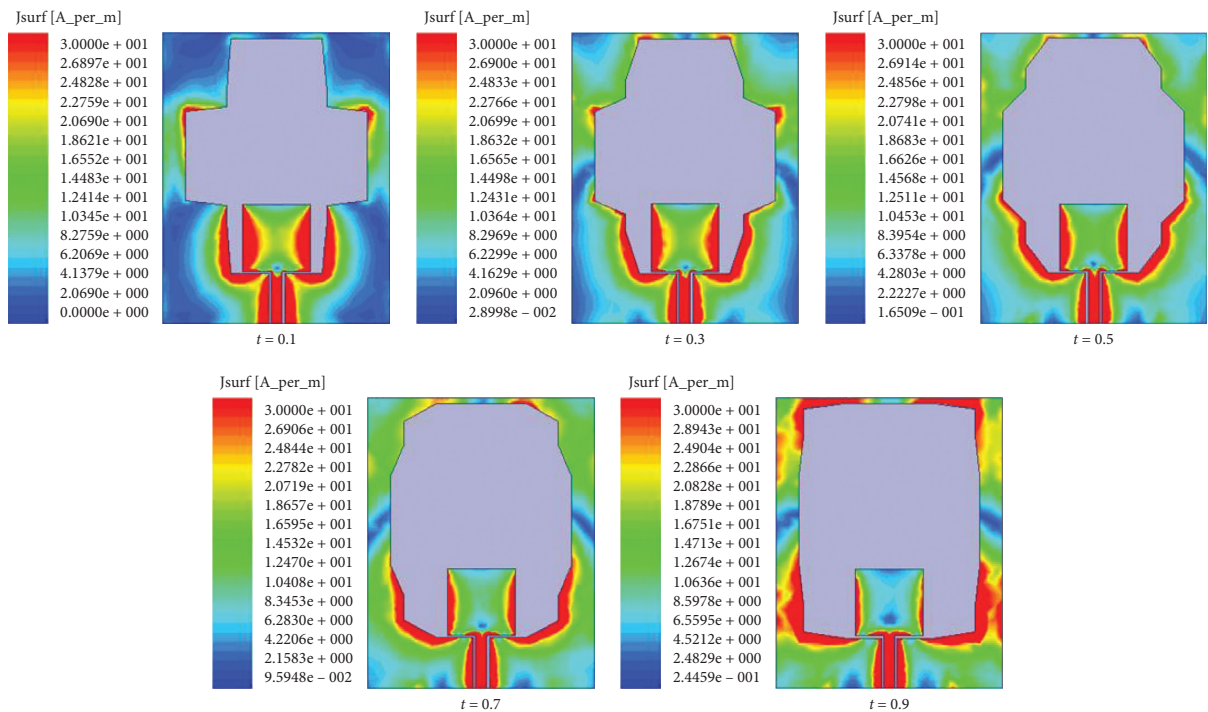 Jsurf [A_per_m]
3.0000e + 001
2.6897e + 001
2.4828e + 001
2.2759e + 001
2.0690e + 001
1.8621e + 001
1.6552e + 001
1.4483e + 001
1.2414e + 001
1.0345e + 001
8.2759e + 000
6.2069e + 000
4.1379e + 000
2.0690e + 000
0.0000e + 000
t = 0.1
Jsurf [A_per_m]
3.0000e + 001
2.6900e + 001
2.4833e + 001
2.2766e + 001
2.0699e + 001
1.8632e + 001
1.6565e + 001
1.4498e + 001
1.2431e + 001
1.0364e + 001
8.2969e + 000
6.2299e + 000
4.1629e + 000
2.0960e + 000
2.8998e – 002
t = 0.3
Jsurf [A_per_m]
3.0000e + 001
2.6914e + 001
2.4856e + 001
2.2798e + 001
2.0741e + 001
1.8683e + 001
1.6626e + 001
1.4568e + 001
1.2511e + 001
1.0453e + 001
8.3954e + 000
6.3378e + 000
4.2803e + 000
2.2227e + 000
1.6509e – 001
t = 0.5
Jsurf [A_per_m]
3.0000e + 001
2.6906e + 001
2.4844e + 001
2.2782e + 001
2.0719e + 001
1.8657e + 001
1.6595e + 001
1.4532e + 001
1.2470e + 001
1.0408e + 001
8.3453e + 000
6.2830e + 000
4.2206e + 000
2.1583e + 000
9.5948e – 002
t = 0.7
Jsurf [A_per_m]
3.0000e + 001
2.8943e + 001
2.4904e + 001
2.2866e + 001
2.0828e + 001
1.8789e + 001
1.6751e + 001
1.4713e + 001
1.2674e + 001
1.0636e + 001
8.5978e + 000
6.5595e + 000
4.5212e + 000
2.4829e + 000
2.4459e – 001
t = 0.9